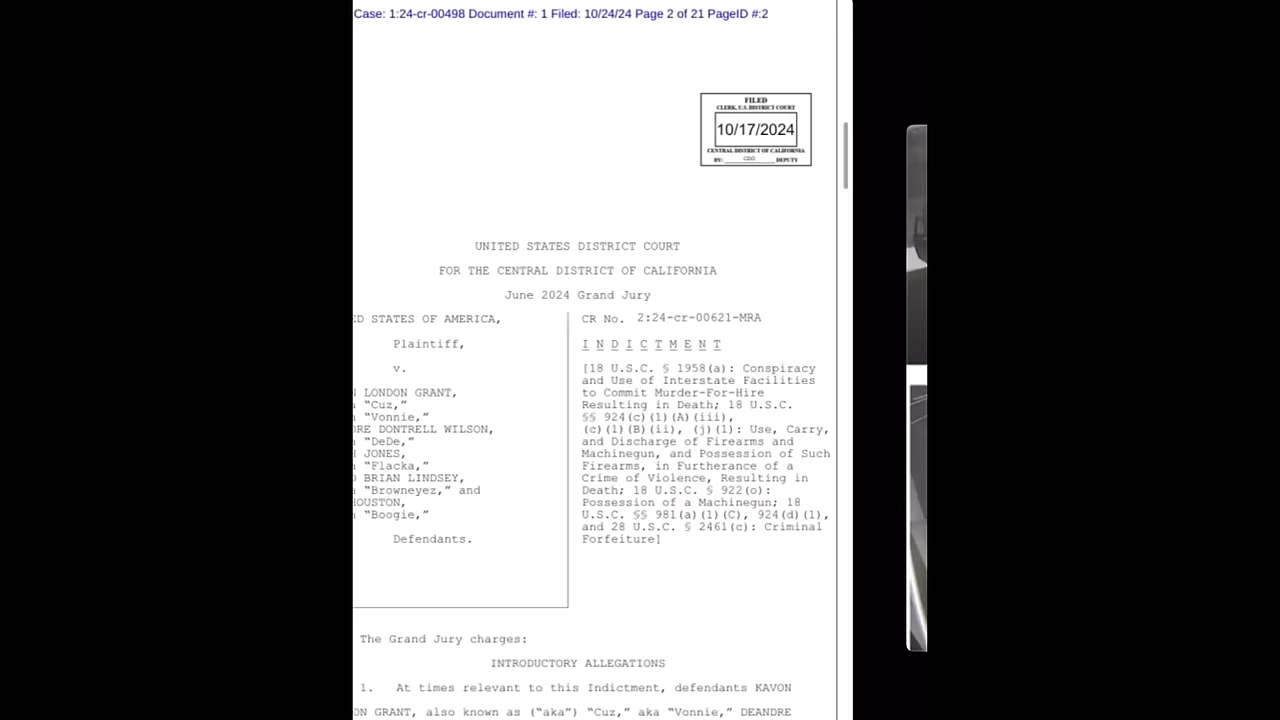 Case: 1:24-cr-00498 Document #: 1 Filed: 10/24/24 Page 2 of 21 PageID #:2
FILED
CLERK, U.S. DISTRICT COURT
10/17/2024
CENTRAL DISTRICT OF CALIFORNIA
BY: CDO DEPUTY
UNITED STATES DISTRICT COURT
FOR THE CENTRAL DISTRICT OF CALIFORNIA
June 2024 Grand Jury
ED STATES OF AMERICA,
Plaintiff,
v.
LONDON GRANT,
“Cuz,”
“Vonnie,”
RE DONTRELL WILSON,
“DeDe,”
JONES,
“Flacka,”
BRIAN LINDSEY,
“Browneyez,” and
HOUSTON,
“Boogie,”
Defendants.
CR No. 2:24-cr-00621-MRA
I N D I C T M E N T
[18 U.S.C. § 1958(a): Conspiracy
and Use of Interstate Facilities
to Commit Murder-For-Hire
Resulting in Death; 18 U.S.C.
§§ 924(c)(1)(A)(iii),
(c)(1)(B)(ii), (j)(1): Use, Carry,
and Discharge of Firearms and
Machinegun, and Possession of Such
Firearms, in Furtherance of a
Crime of Violence, Resulting in
Death; 18 U.S.C. § 922(o):
Possession of a Machinegun; 18
U.S.C. §§ 981(a)(1)(C), 924(d)(1),
and 28 U.S.C. § 2461(c): Criminal
Forfeiture]
The Grand Jury charges:
INTRODUCTORY ALLEGATIONS
1. At times relevant to this Indictment, defendants KAVON
ON GRANT, also known as (“aka”) “Cuz,” aka “Vonnie,” DEANDRE